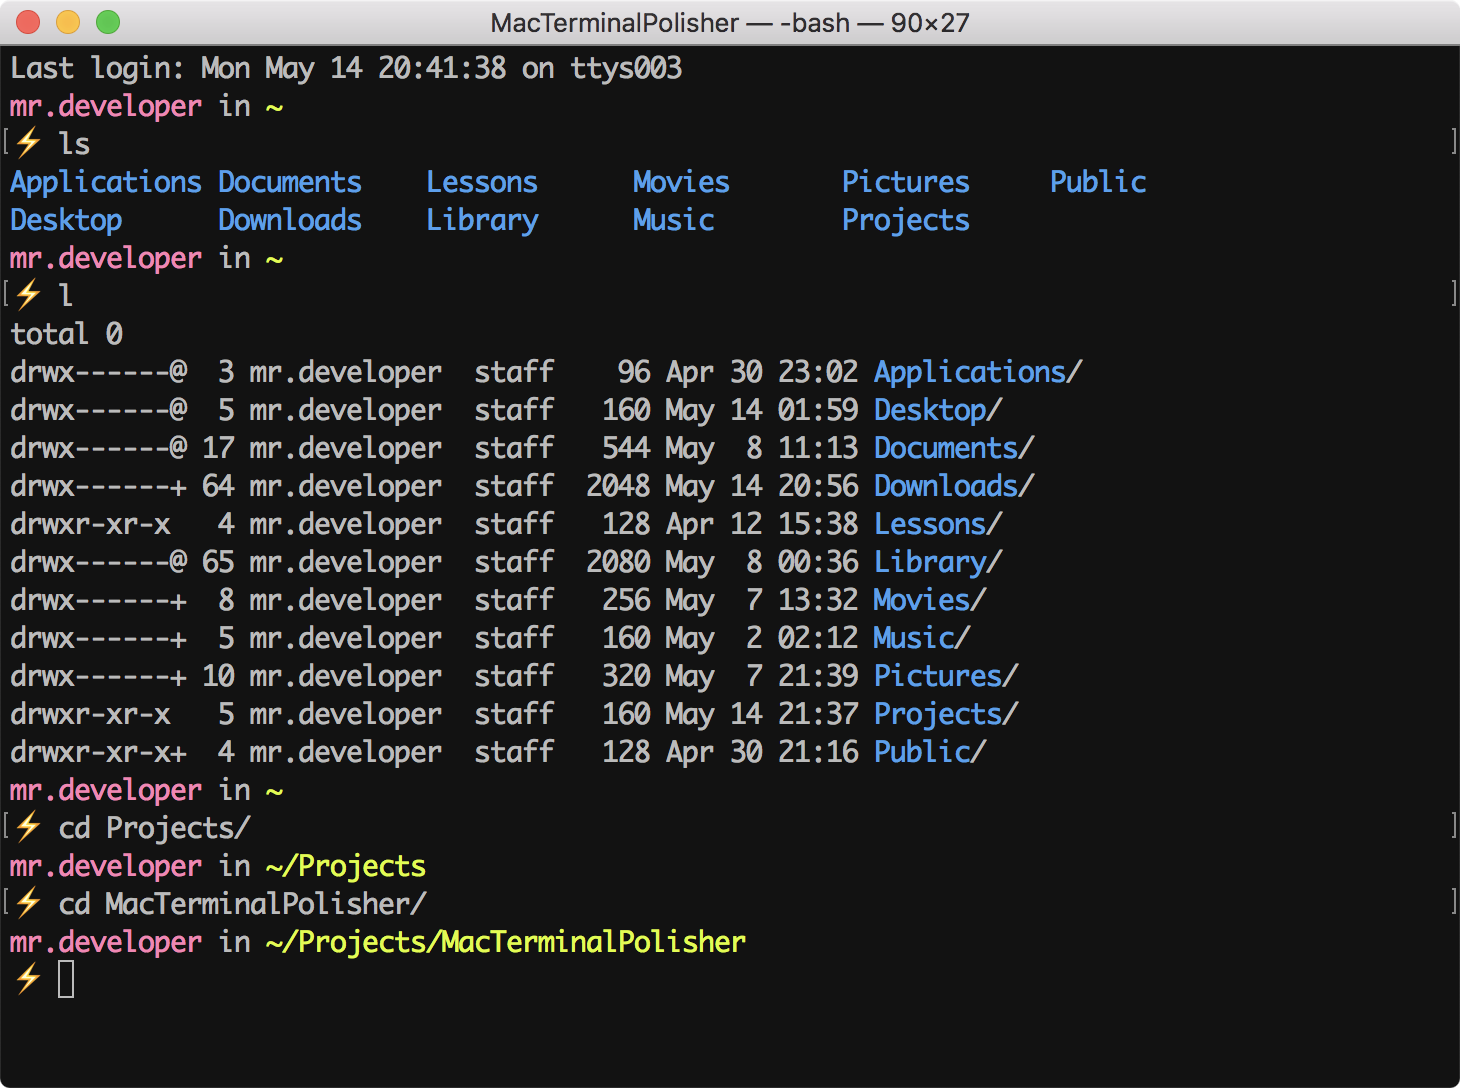 MacTerminalPolisher — -bash — 90×27
Last login: Mon May 14 20:41:38 on ttys003
mr.developer in ~
[⚡ ls ]
Applications Documents    Lessons      Movies       Pictures     Public
Desktop      Downloads    Library      Music        Projects
mr.developer in ~
[⚡ l ]
total 0
drwx------@  3 mr.developer  staff    96 Apr 30 23:02 Applications/
drwx------@  5 mr.developer  staff   160 May 14 01:59 Desktop/
drwx------@ 17 mr.developer  staff   544 May  8 11:13 Documents/
drwx------+ 64 mr.developer  staff  2048 May 14 20:56 Downloads/
drwxr-xr-x   4 mr.developer  staff   128 Apr 12 15:38 Lessons/
drwx------@ 65 mr.developer  staff  2080 May  8 00:36 Library/
drwx------+  8 mr.developer  staff   256 May  7 13:32 Movies/
drwx------+  5 mr.developer  staff   160 May  2 02:12 Music/
drwx------+ 10 mr.developer  staff   320 May  7 21:39 Pictures/
drwxr-xr-x   5 mr.developer  staff   160 May 14 21:37 Projects/
drwxr-xr-x+  4 mr.developer  staff   128 Apr 30 21:16 Public/
mr.developer in ~
[⚡ cd Projects/ ]
mr.developer in ~/Projects
[⚡ cd MacTerminalPolisher/ ]
mr.developer in ~/Projects/MacTerminalPolisher
⚡